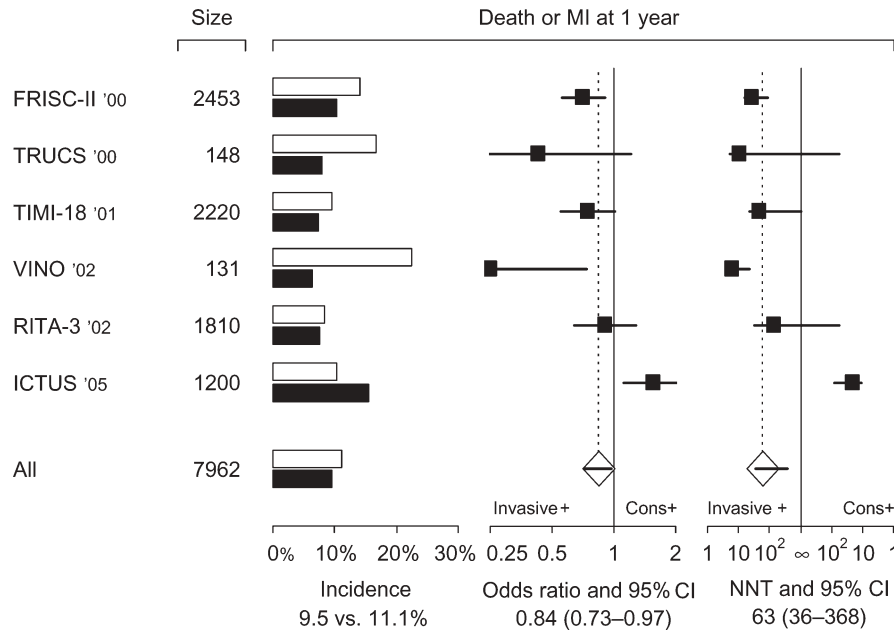 Size Death or MI at 1 year
FRISC-II '00 2453
TRUCS '00 148
TIMI-18 '01 2220
VINO '02 131
RITA-3 '02 1810
ICTUS '05 1200
All 7962
Invasive + Cons+ Invasive + Cons+
0% 10% 20% 30% 0.25 0.5 1 2 1 10 10² ∞ 10² 10 1
Incidence Odds ratio and 95% CI NNT and 95% CI
9.5 vs. 11.1% 0.84 (0.73–0.97) 63 (36–368)